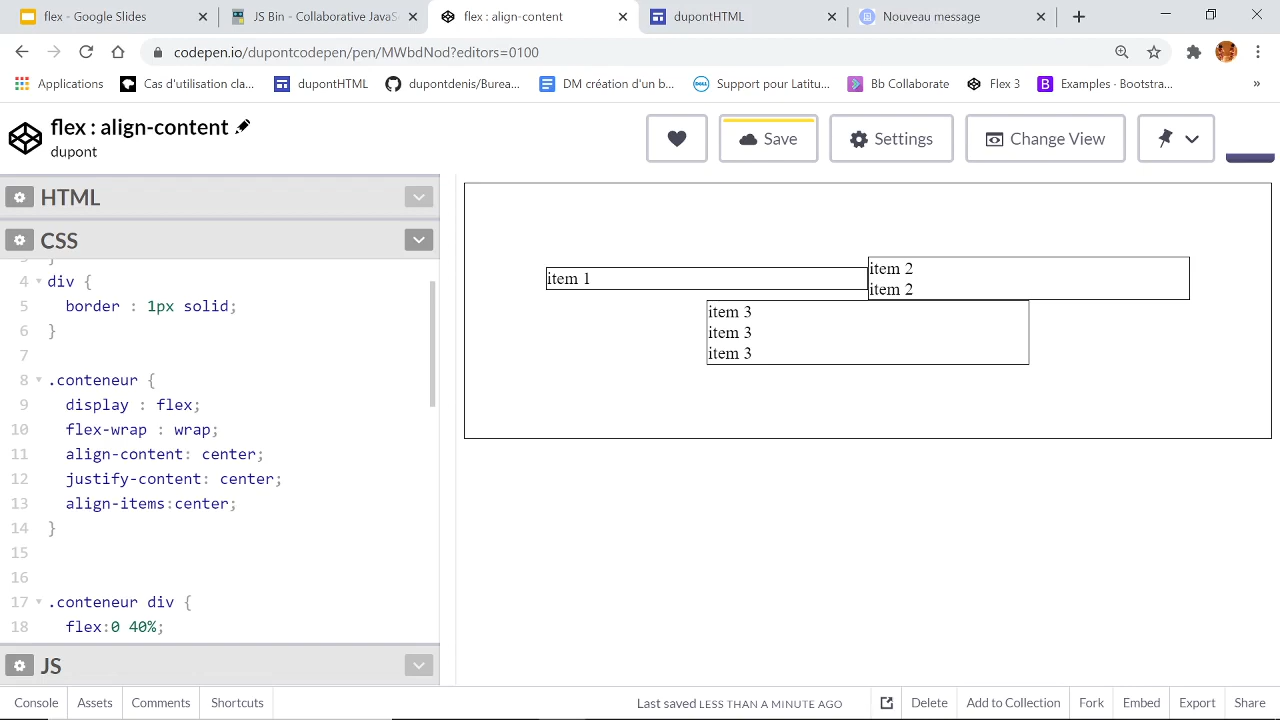 flex - Google Slides
JS Bin - Collaborative Javas
flex : align-content
dupontHTML
Nouveau message
codepen.io/dupontcodepen/pen/MWbdNod?editors=0100
Applications
Cas d'utilisation cla...
dupontHTML
dupontdenis/Burea...
DM création d'un b...
Support pour Latitu...
Bb Collaborate
Flex 3
Examples - Bootstra...
»
flex : align-content
dupont
Save
Settings
Change View
HTML
CSS
4 div {
5 border : 1px solid;
6 }
7
8 .conteneur {
9 display : flex;
10 flex-wrap : wrap;
11 align-content: center;
12 justify-content: center;
13 align-items:center;
14 }
15
16
17 .conteneur div {
18 flex:0 40%;
JS
item 1
item 2
item 2
item 3
item 3
item 3
Console
Assets
Comments
Shortcuts
Last saved LESS THAN A MINUTE AGO
Delete
Add to Collection
Fork
Embed
Export
Share